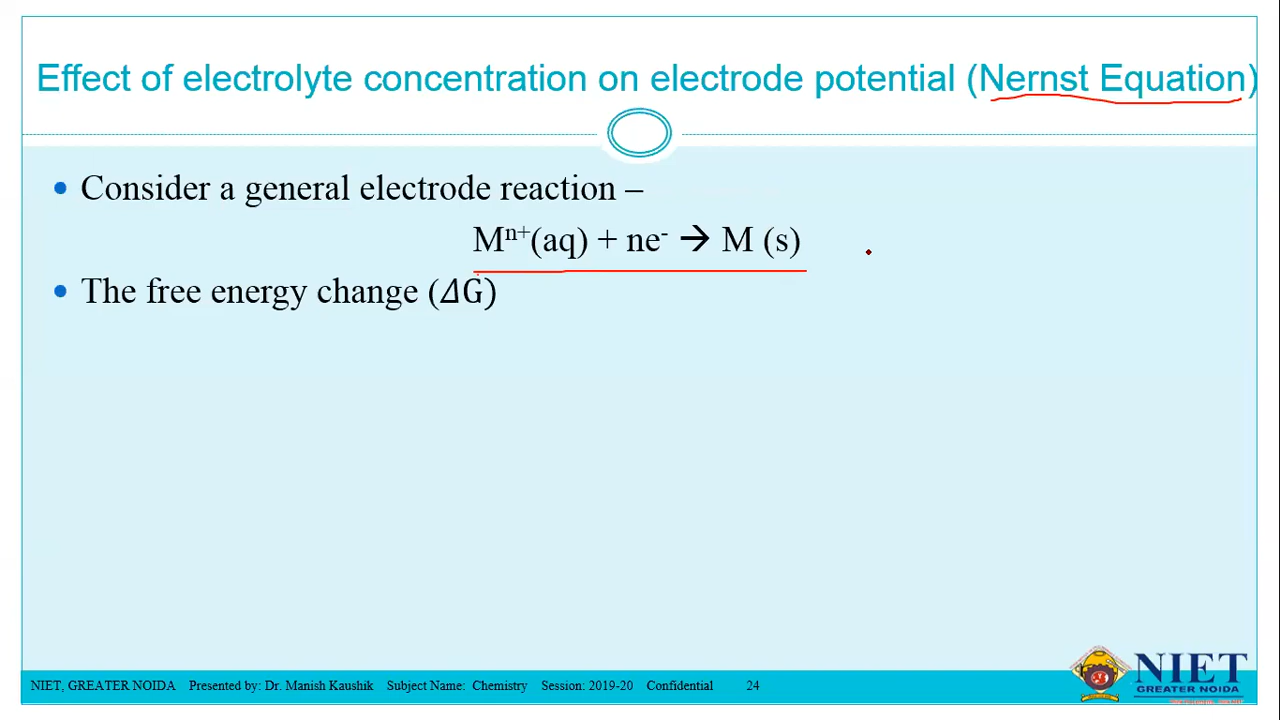 Effect of electrolyte concentration on electrode potential (Nernst Equation)
• Consider a general electrode reaction –
Mⁿ⁺(aq) + ne⁻ → M (s)
• The free energy change (𝛥G)
NIET, GREATER NOIDA Presented by: Dr. Manish Kaushik Subject Name: Chemistry Session: 2019-20 Confidential 24
NIET
GREATER NOIDA